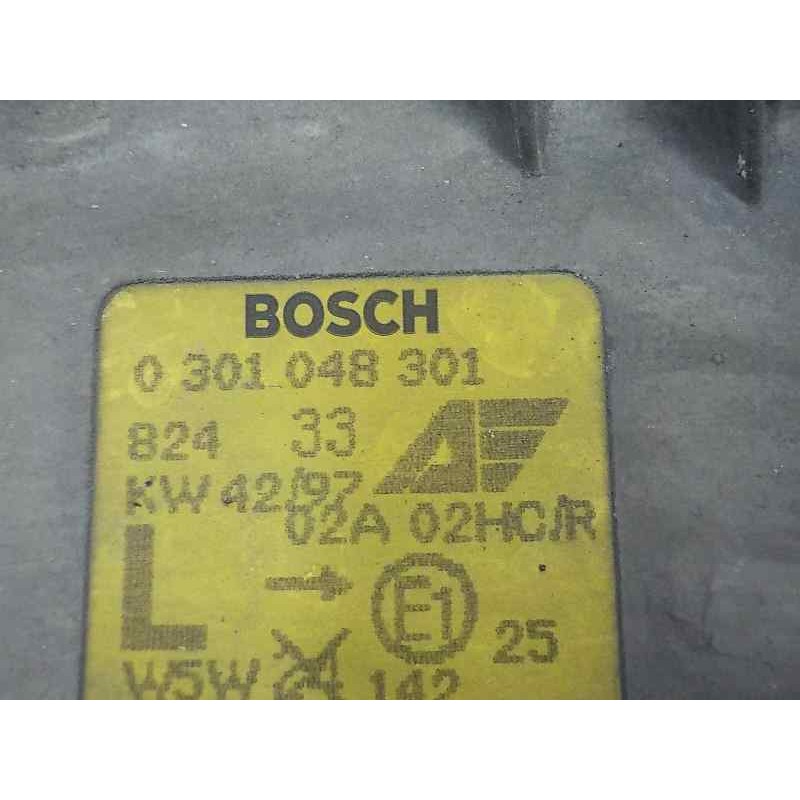 BOSCH
0 301 048 301
824 33
KW 42/97
02A 02HC/R
L E1 25
W5W 142